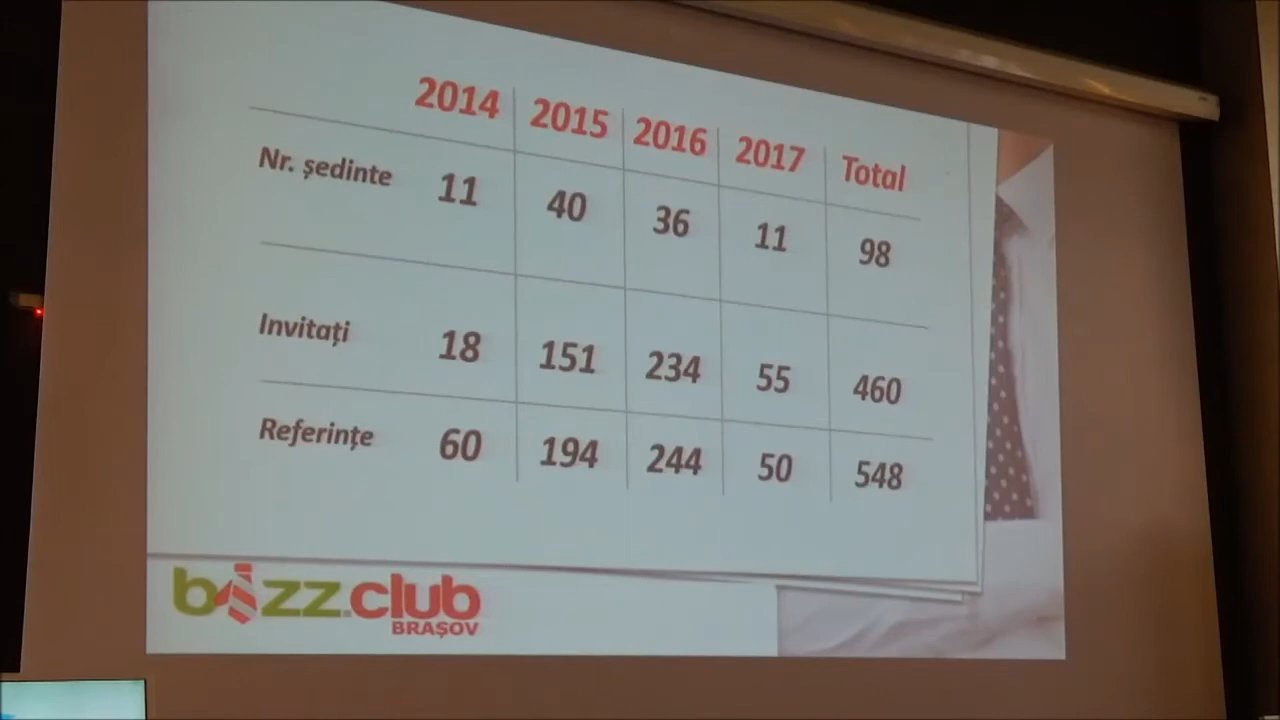 2014 2015 2016 2017 Total
Nr. ședinte 11 40 36 11 98
Invitați 18 151 234 55 460
Referințe 60 194 244 50 548
bizz.club
BRAȘOV